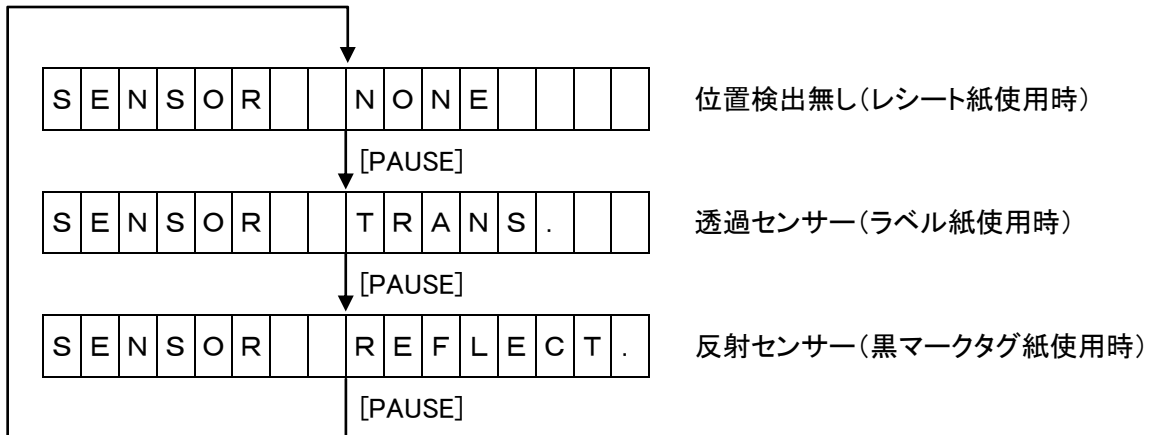 SENSOR  NONE 位置検出無し(レシート紙使用時)
[PAUSE]
SENSOR  TRANS. 透過センサー(ラベル紙使用時)
[PAUSE]
SENSOR  REFLECT. 反射センサー(黒マークタグ紙使用時)
[PAUSE]